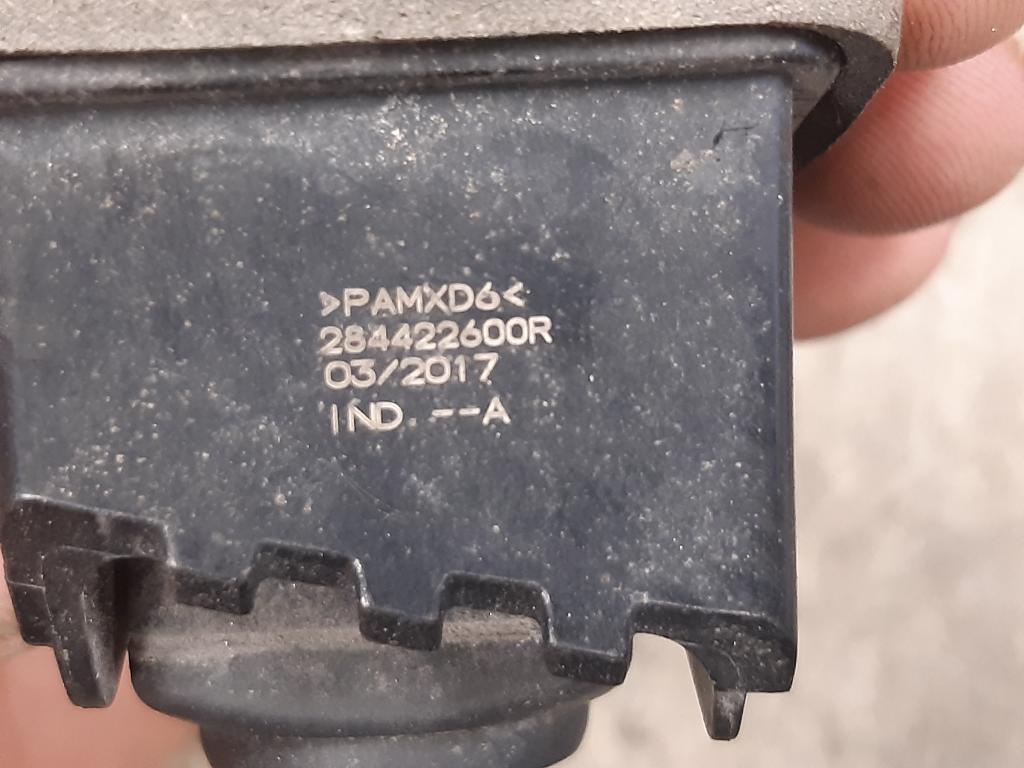 >PAMXD6<
284422600R
03/2017
IND. --A